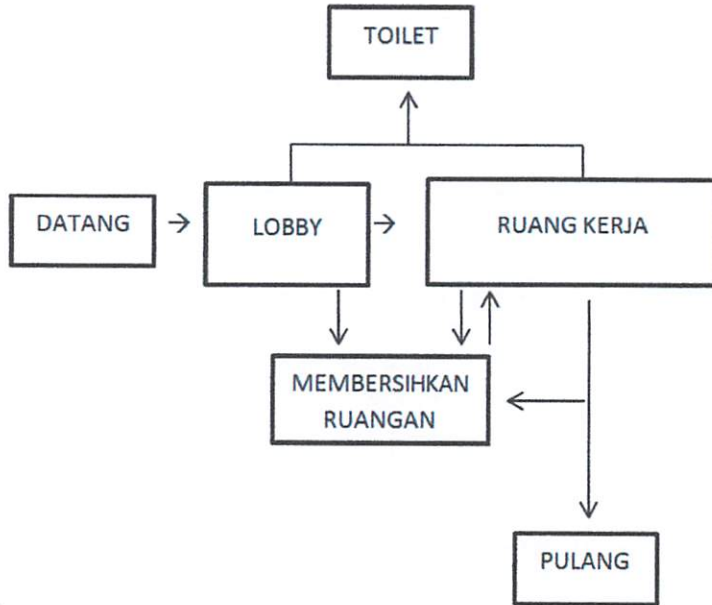 TOILET
DATANG
LOBBY
RUANG KERJA
MEMBERSIHKAN
RUANGAN
PULANG